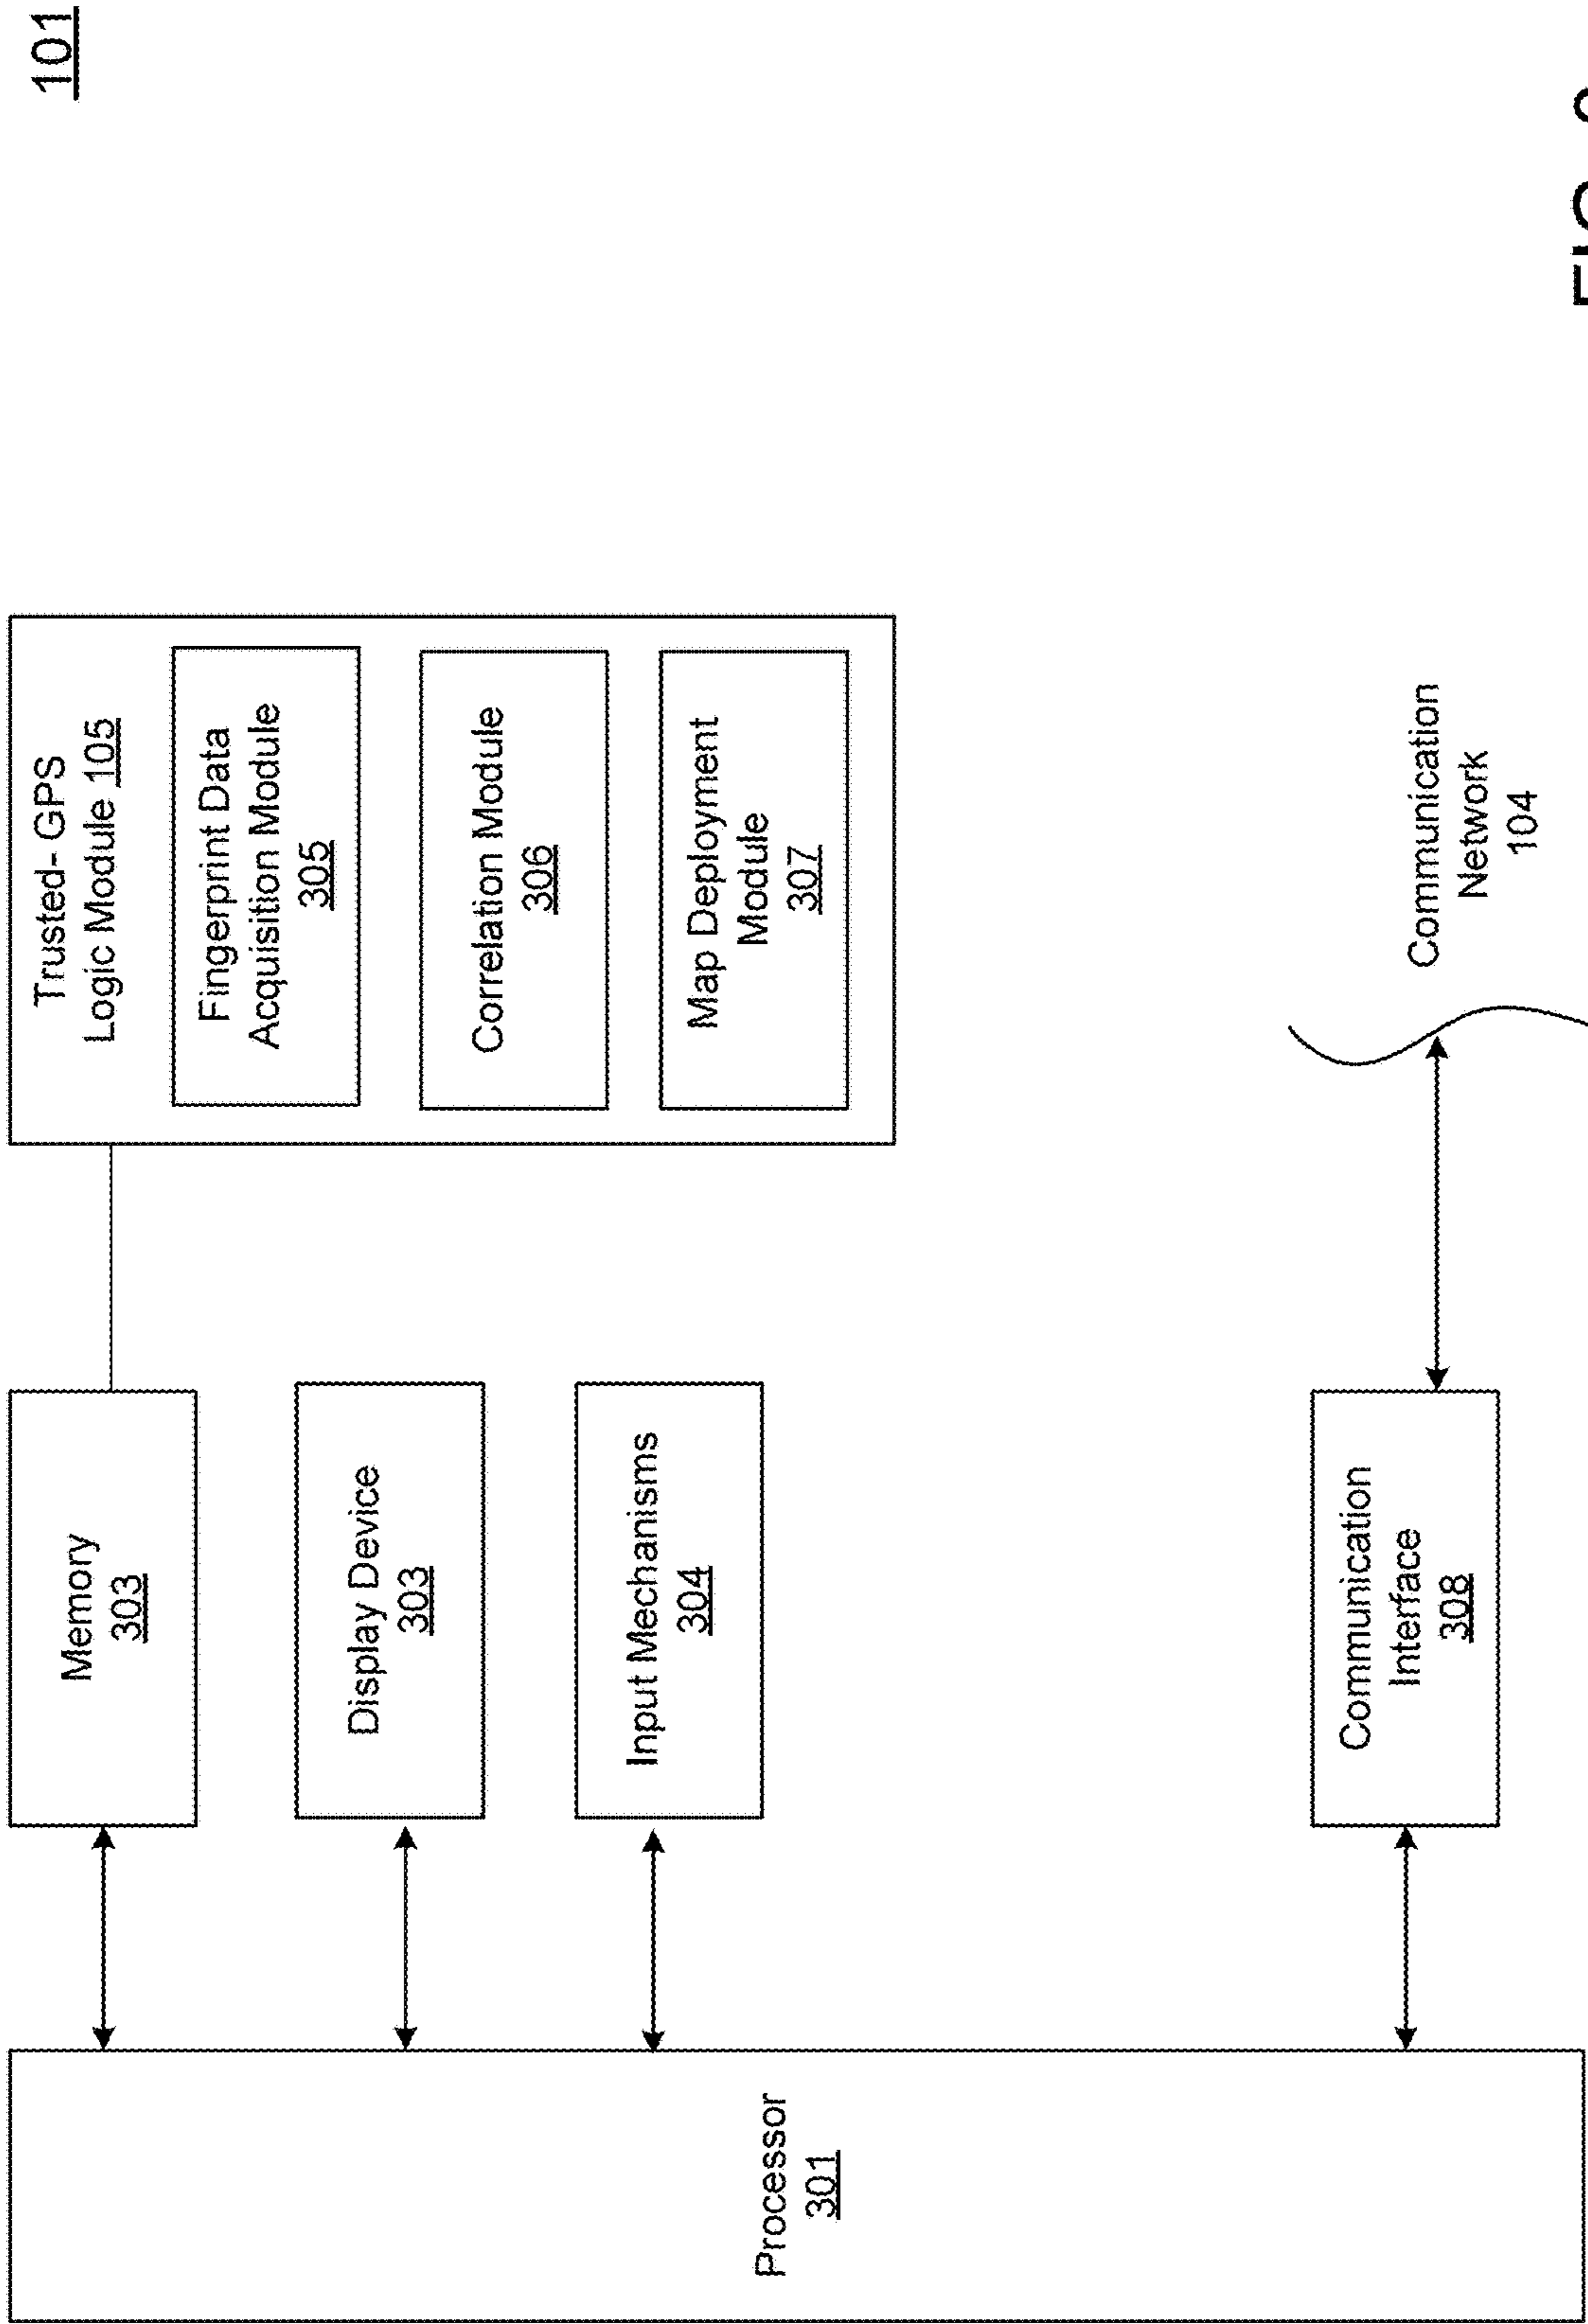 101
Processor
301
Memory
303
Trusted- GPS
Logic Module 105
Fingerprint Data
Acquisition Module
305
Correlation Module
306
Map Deployment
Module
307
Display Device
303
Input Mechanisms
304
Communication
Interface
308
Communication
Network
104
FIG.